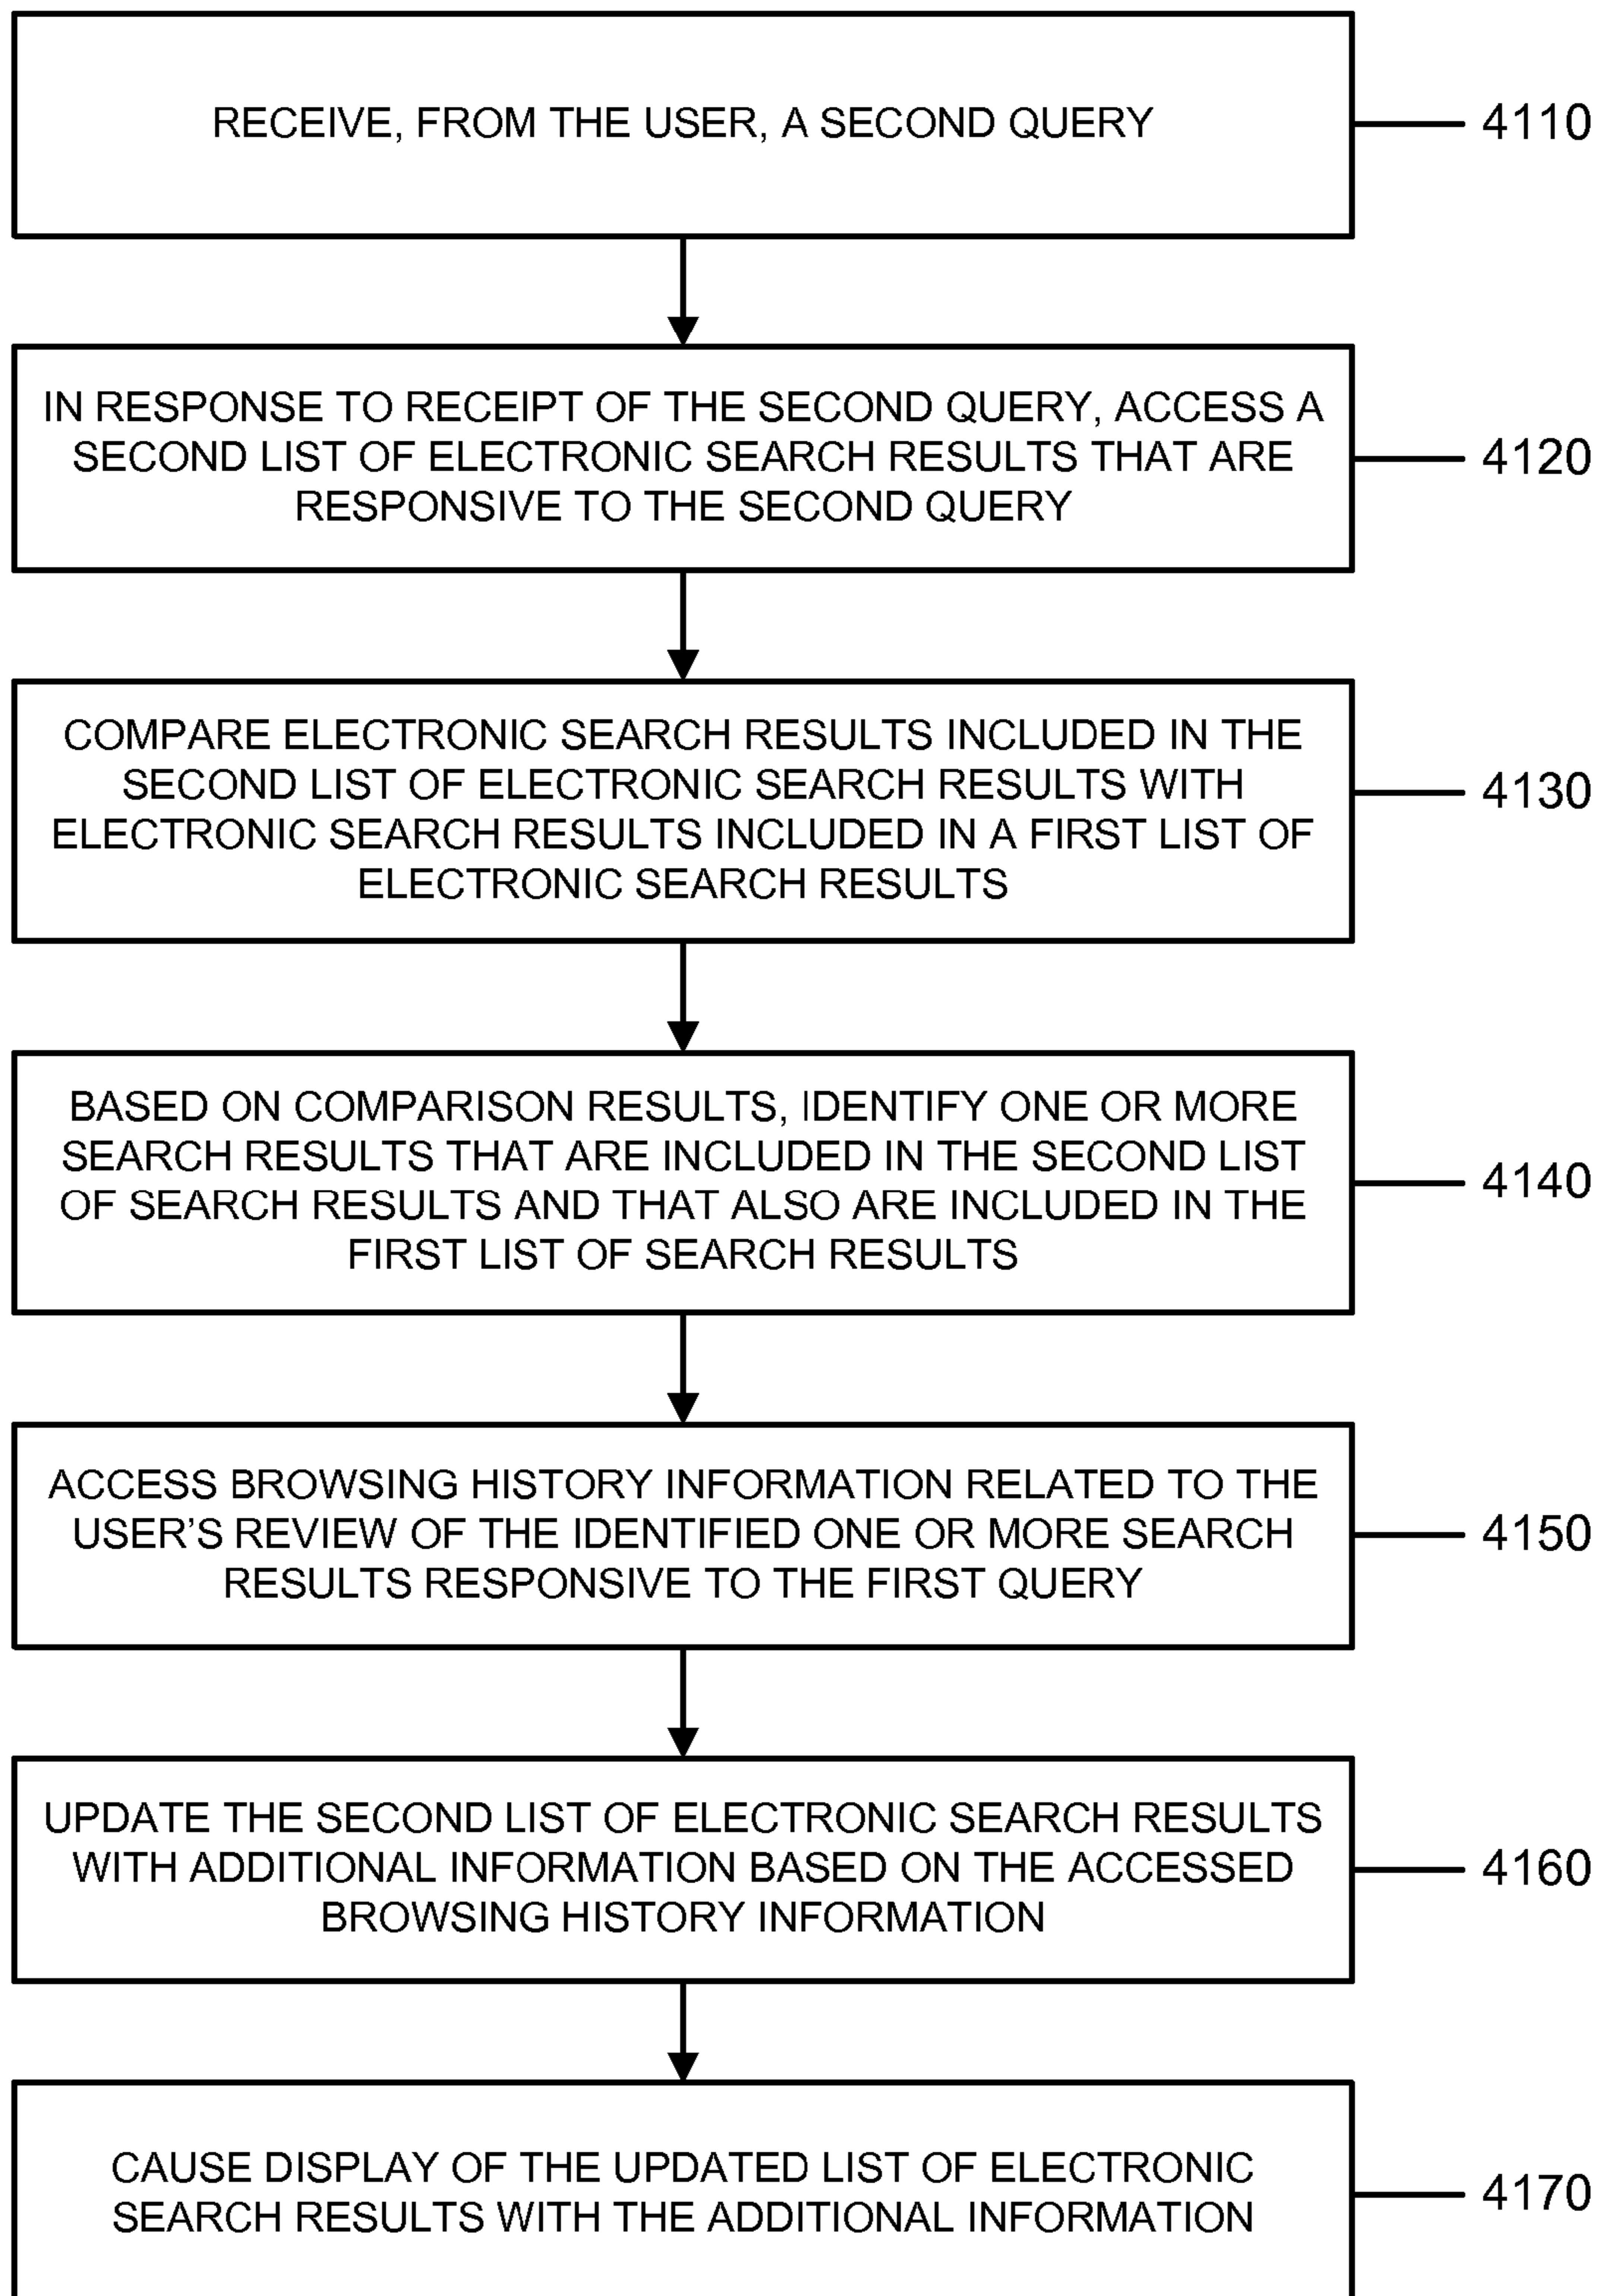 RECEIVE, FROM THE USER, A SECOND QUERY
4110
IN RESPONSE TO RECEIPT OF THE SECOND QUERY, ACCESS A
SECOND LIST OF ELECTRONIC SEARCH RESULTS THAT ARE
RESPONSIVE TO THE SECOND QUERY
4120
COMPARE ELECTRONIC SEARCH RESULTS INCLUDED IN THE
SECOND LIST OF ELECTRONIC SEARCH RESULTS WITH
ELECTRONIC SEARCH RESULTS INCLUDED IN A FIRST LIST OF
ELECTRONIC SEARCH RESULTS
4130
BASED ON COMPARISON RESULTS, IDENTIFY ONE OR MORE
SEARCH RESULTS THAT ARE INCLUDED IN THE SECOND LIST
OF SEARCH RESULTS AND THAT ALSO ARE INCLUDED IN THE
FIRST LIST OF SEARCH RESULTS
4140
ACCESS BROWSING HISTORY INFORMATION RELATED TO THE
USER'S REVIEW OF THE IDENTIFIED ONE OR MORE SEARCH
RESULTS RESPONSIVE TO THE FIRST QUERY
4150
UPDATE THE SECOND LIST OF ELECTRONIC SEARCH RESULTS
WITH ADDITIONAL INFORMATION BASED ON THE ACCESSED
BROWSING HISTORY INFORMATION
4160
CAUSE DISPLAY OF THE UPDATED LIST OF ELECTRONIC
SEARCH RESULTS WITH THE ADDITIONAL INFORMATION
4170